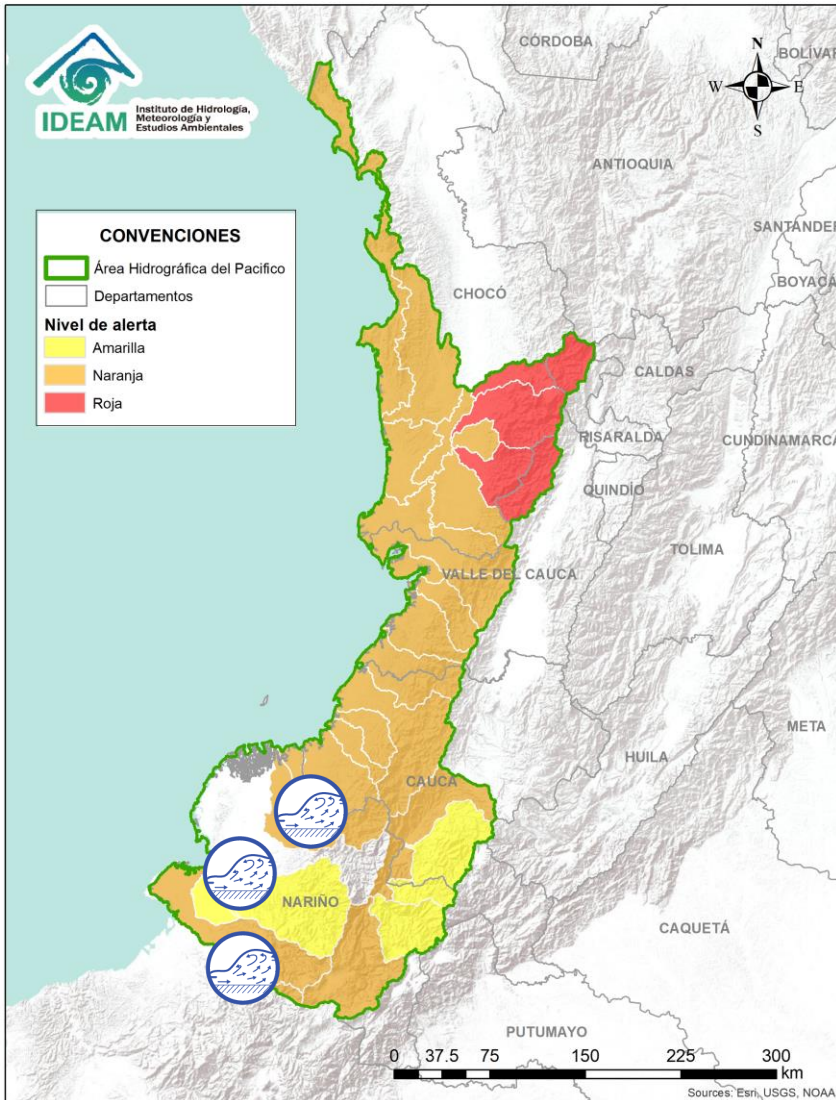 IDEAM
Instituto de Hidrología,
Meteorología y
Estudios Ambientales
N
W
E
S
CÓRDOBA
BOLÍVAR
ANTIOQUIA
SANTANDER
BOYACÁ
CHOCÓ
CALDAS
RISARALDA
CUNDINAMARCA
QUINDÍO
TOLIMA
VALLE DEL CAUCA
META
HUILA
CAUCA
NARIÑO
CAQUETÁ
PUTUMAYO
CONVENCIONES
Área Hidrográfica del Pacifico
Departamentos
Nivel de alerta
Amarilla
Naranja
Roja
0 37.5 75 150 225 300
km
Sources: Esri, USGS, NOAA